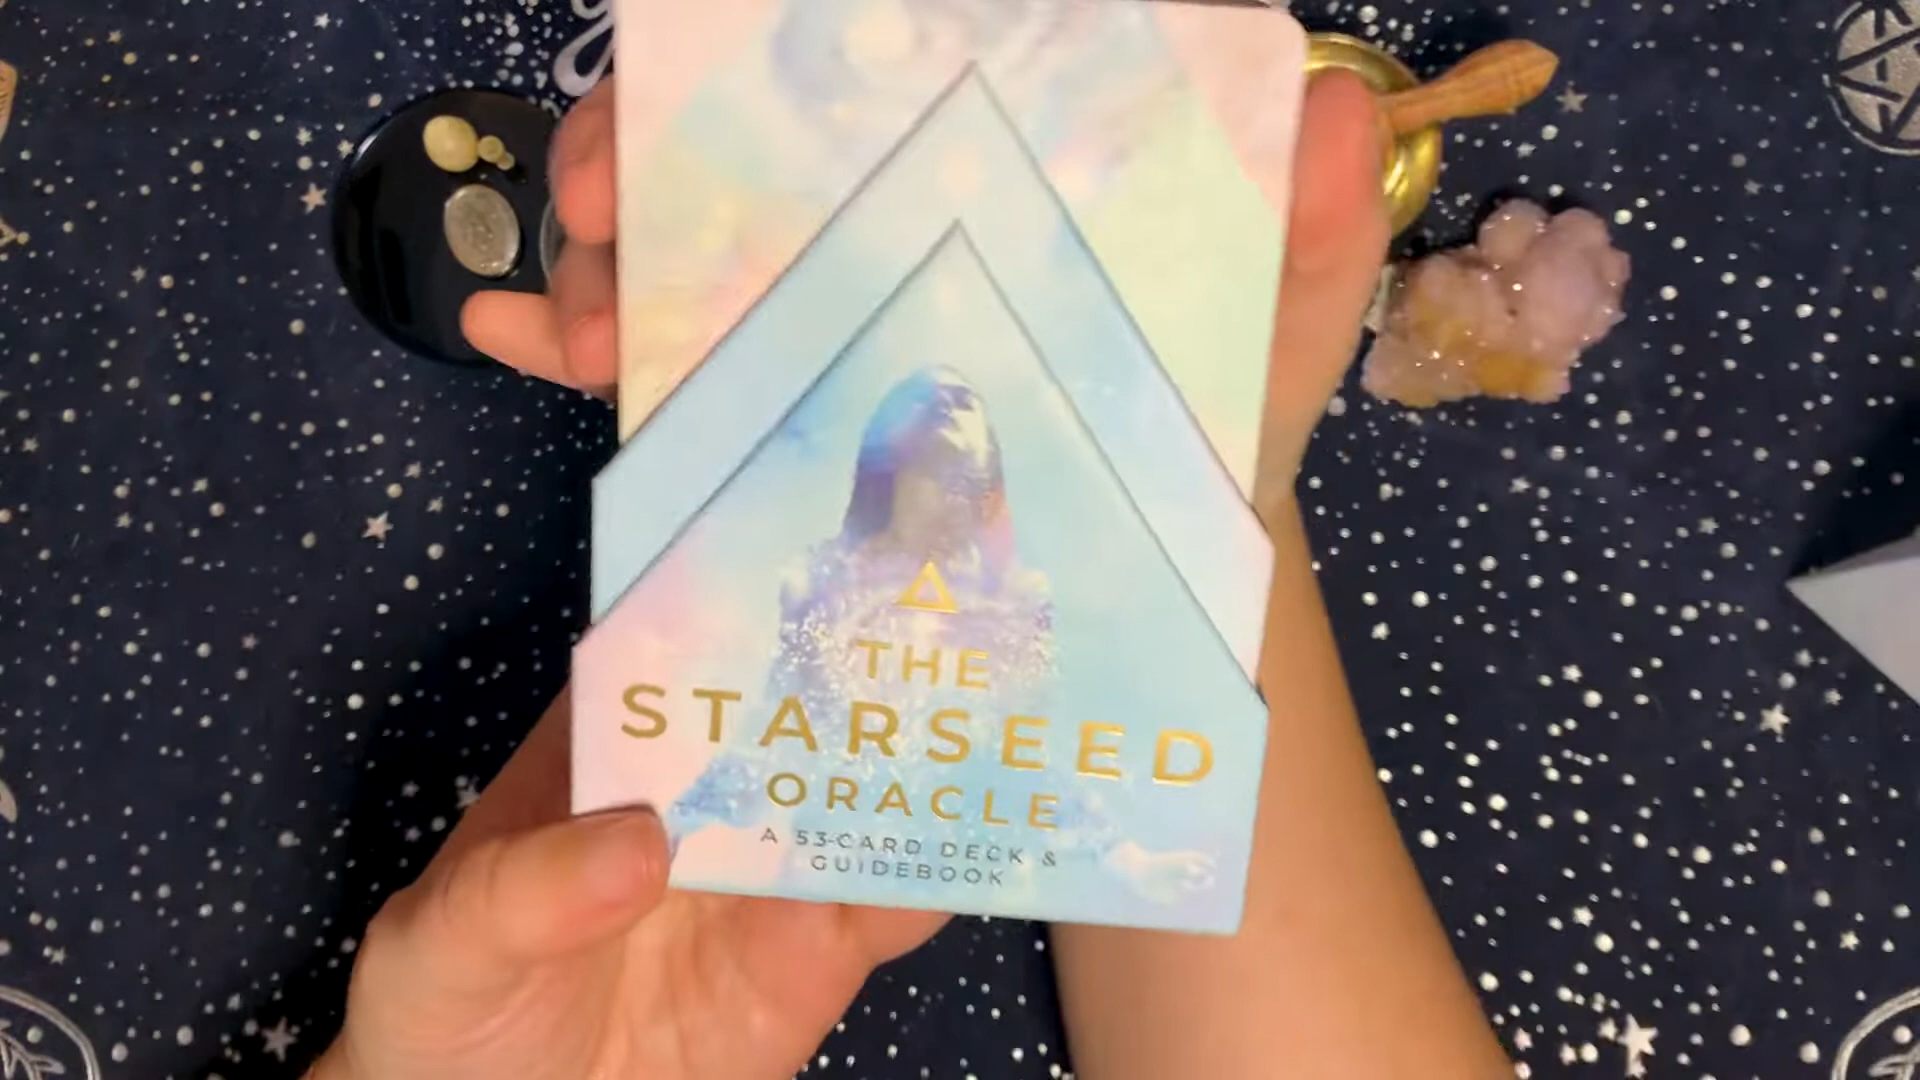 THE
STARSEED
ORACLE
A 53-CARD DECK &
GUIDEBOOK